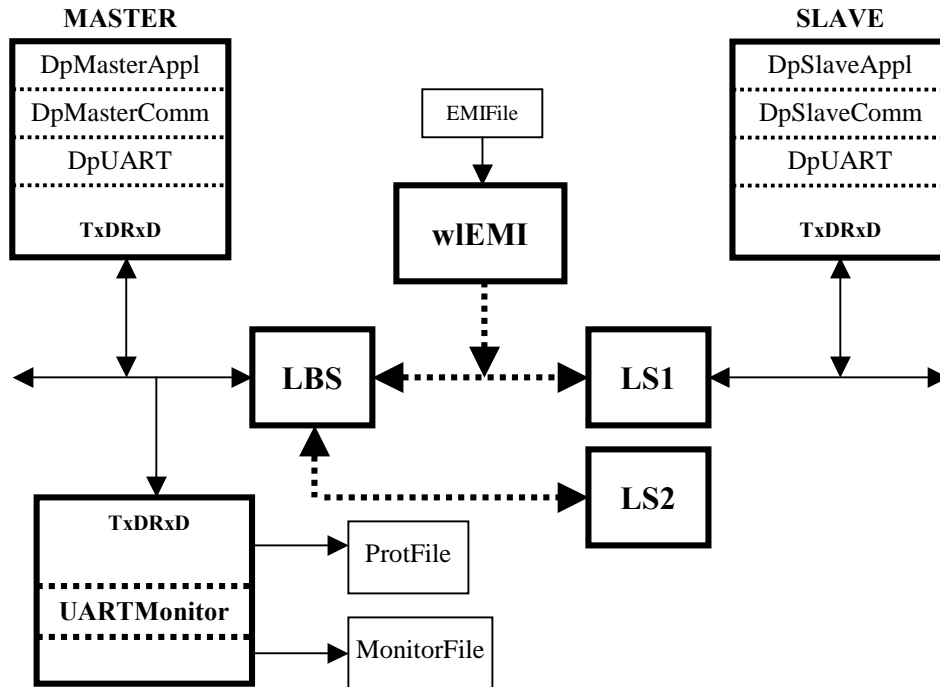 MASTER
DpMasterAppl
DpMasterComm
DpUART
TxDRxD
SLAVE
DpSlaveAppl
DpSlaveComm
DpUART
TxDRxD
EMIFile
wlEMI
LBS
LS1
LS2
TxDRxD
UARTMonitor
ProtFile
MonitorFile